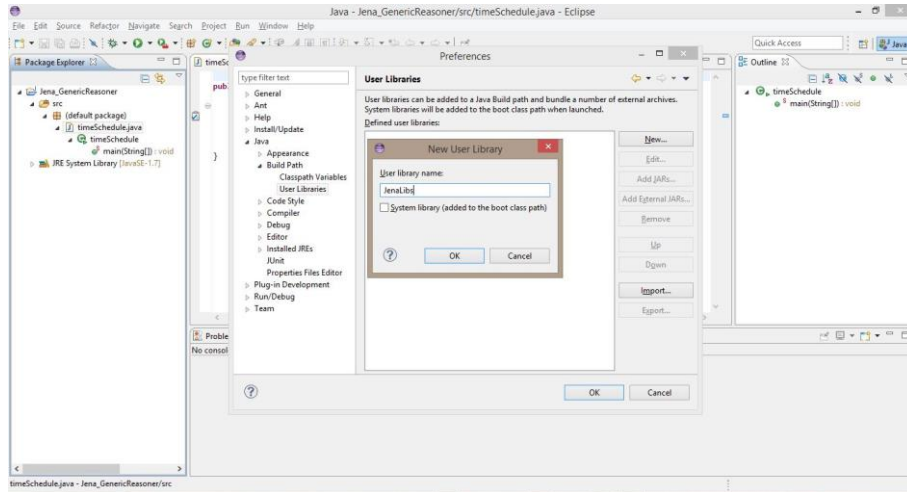 Java - Jena_GenericReasoner/src/timeSchedule.java - Eclipse
File Edit Source Refactor Navigate Search Project Run Window Help
Quick Access
Java
Package Explorer
Jena_GenericReasoner
src
(default package)
timeSchedule.java
timeSchedule
main(String[]) : void
JRE System Library [JavaSE-1.7]
timeSc
pub
}
Preferences
type filter text
General
Ant
Help
Install/Update
Java
Appearance
Build Path
Classpath Variables
User Libraries
Code Style
Compiler
Debug
Editor
Installed JREs
JUnit
Properties Files Editor
Plug-in Development
Run/Debug
Team
User Libraries
User libraries can be added to a Java Build path and bundle a number of external archives.
System libraries will be added to the boot class path when launched.
Defined user libraries:
New...
Edit...
Add JARs...
Add External JARs...
Remove
Up
Down
Import...
Export...
New User Library
User library name:
JenaLibs
System library (added to the boot class path)
OK Cancel
OK Cancel
Outline
timeSchedule
main(String[]) : void
Proble
No consol
timeSchedule.java - Jena_GenericReasoner/src